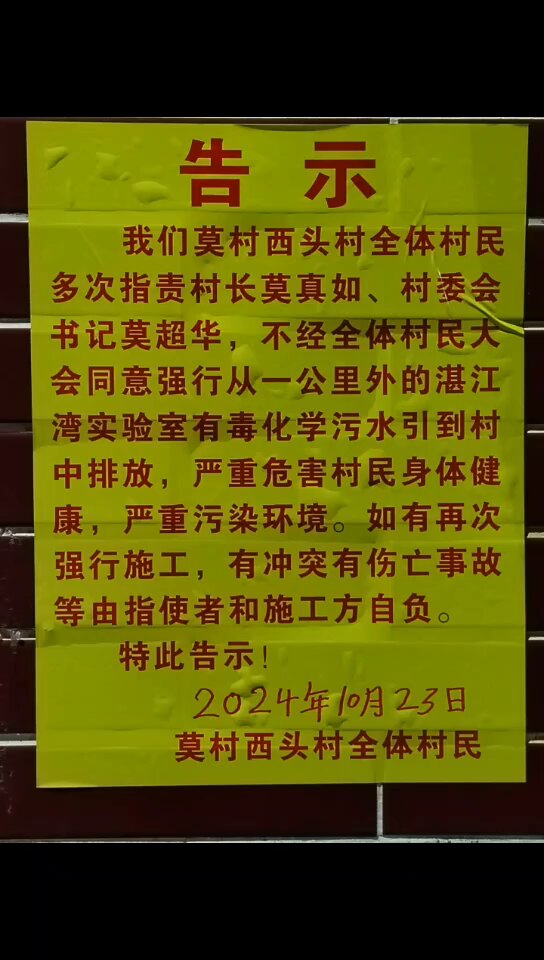 告示
我们莫村西头村全体村民
多次指责村长莫真如、村委会
书记莫超华，不经全体村民大
会同意强行从一公里外的湛江
湾实验室有毒化学污水引到村
中排放，严重危害村民身体健
康，严重污染环境。如有再次
强行施工，有冲突有伤亡事故
等由指使者和施工方自负。
特此告示！
2024年10月23日
莫村西头村全体村民